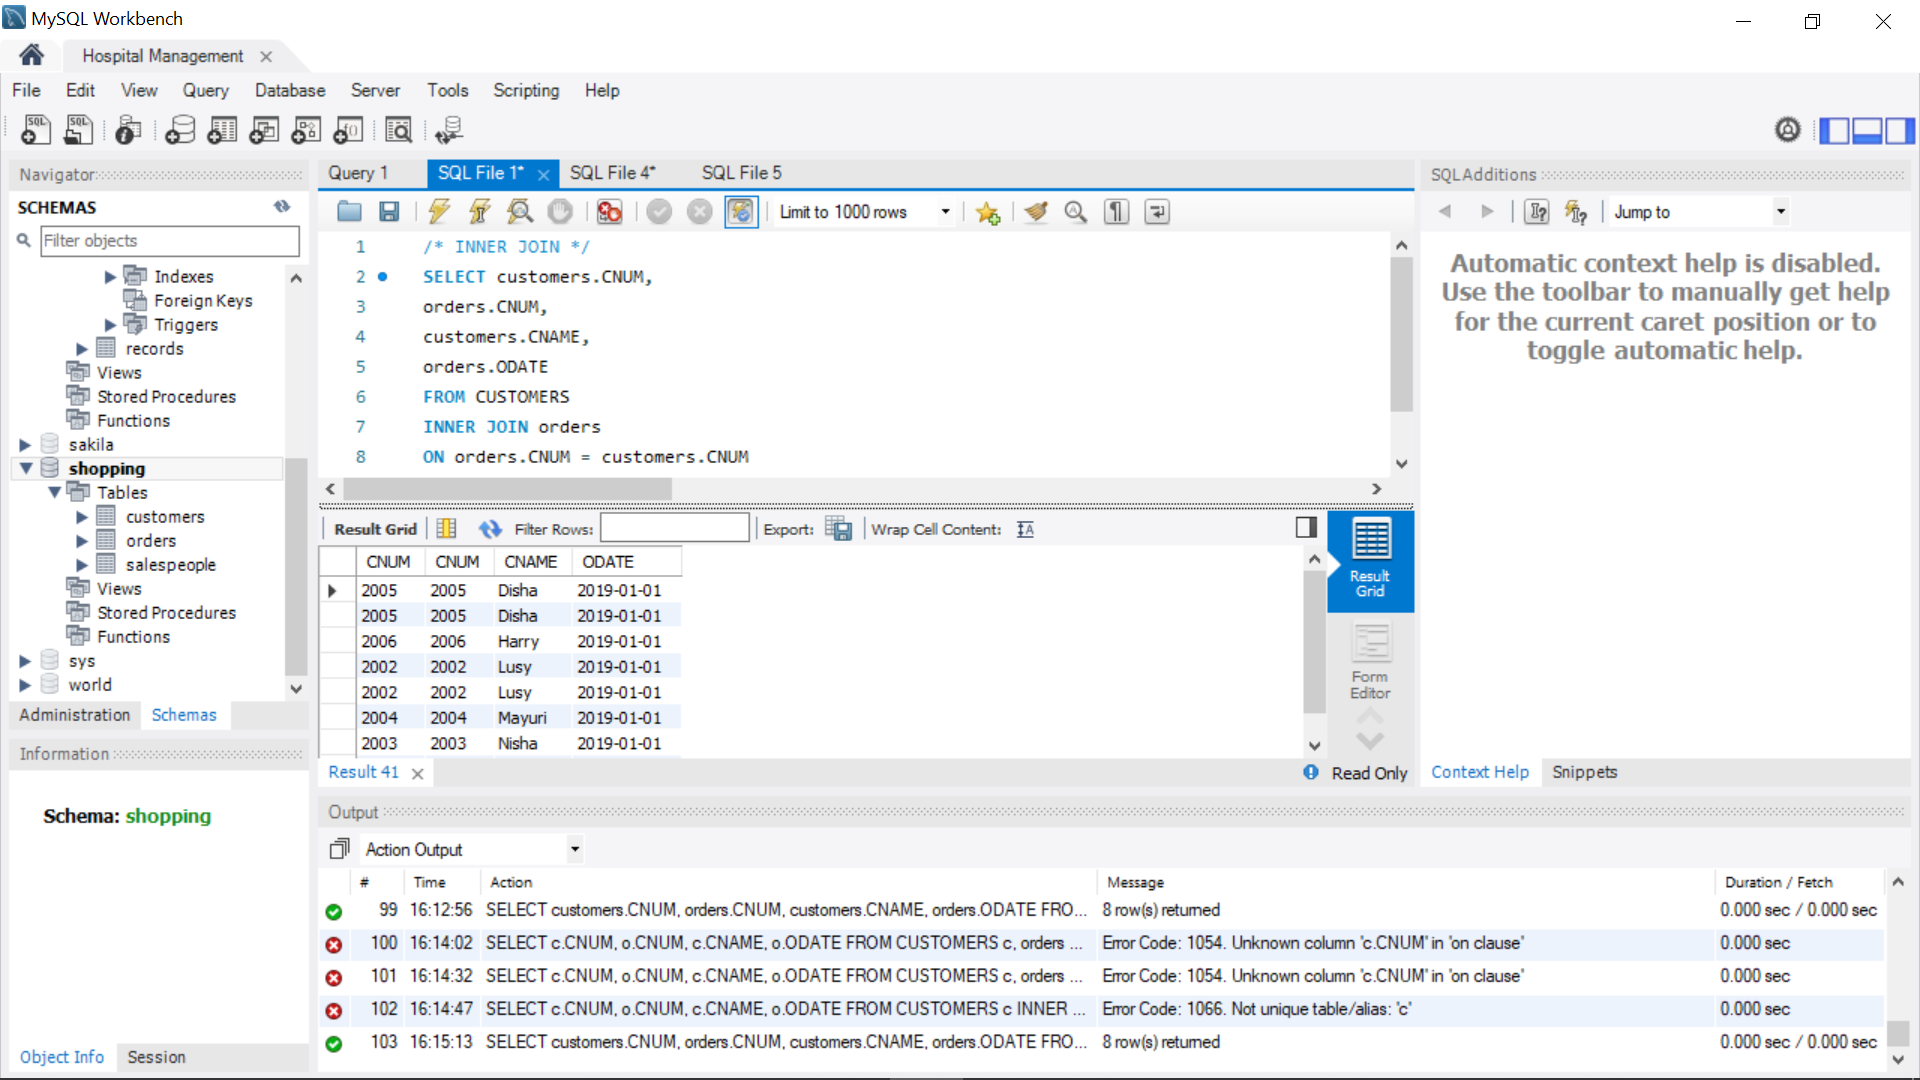 MySQL Workbench
Hospital Management
File Edit View Query Database Server Tools Scripting Help
Navigator
SCHEMAS
Filter objects
Indexes
Foreign Keys
Triggers
records
Views
Stored Procedures
Functions
sakila
shopping
Tables
customers
orders
salespeople
Views
Stored Procedures
Functions
sys
world
Administration Schemas
Information
Schema: shopping
Object Info Session
Query 1 SQL File 1* SQL File 4* SQL File 5
Limit to 1000 rows
1 /* INNER JOIN */
2 SELECT customers.CNUM,
3 orders.CNUM,
4 customers.CNAME,
5 orders.ODATE
6 FROM CUSTOMERS
7 INNER JOIN orders
8 ON orders.CNUM = customers.CNUM
Result Grid Filter Rows: Export: Wrap Cell Content:
CNUM CNUM CNAME ODATE
2005 2005 Disha 2019-01-01
2005 2005 Disha 2019-01-01
2006 2006 Harry 2019-01-01
2002 2002 Lusy 2019-01-01
2002 2002 Lusy 2019-01-01
2004 2004 Mayuri 2019-01-01
2003 2003 Nisha 2019-01-01
Result Grid
Form Editor
Result 41
Read Only
SQLAdditions
Jump to
Automatic context help is disabled.
Use the toolbar to manually get help
for the current caret position or to
toggle automatic help.
Context Help Snippets
Output
Action Output
# Time Action Message Duration / Fetch
99 16:12:56 SELECT customers.CNUM, orders.CNUM, customers.CNAME, orders.ODATE FRO... 8 row(s) returned 0.000 sec / 0.000 sec
100 16:14:02 SELECT c.CNUM, o.CNUM, c.CNAME, o.ODATE FROM CUSTOMERS c, orders ... Error Code: 1054. Unknown column 'c.CNUM' in 'on clause' 0.000 sec
101 16:14:32 SELECT c.CNUM, o.CNUM, c.CNAME, o.ODATE FROM CUSTOMERS c, orders ... Error Code: 1054. Unknown column 'c.CNUM' in 'on clause' 0.000 sec
102 16:14:47 SELECT c.CNUM, o.CNUM, c.CNAME, o.ODATE FROM CUSTOMERS c INNER ... Error Code: 1066. Not unique table/alias: 'c' 0.000 sec
103 16:15:13 SELECT customers.CNUM, orders.CNUM, customers.CNAME, orders.ODATE FRO... 8 row(s) returned 0.000 sec / 0.000 sec